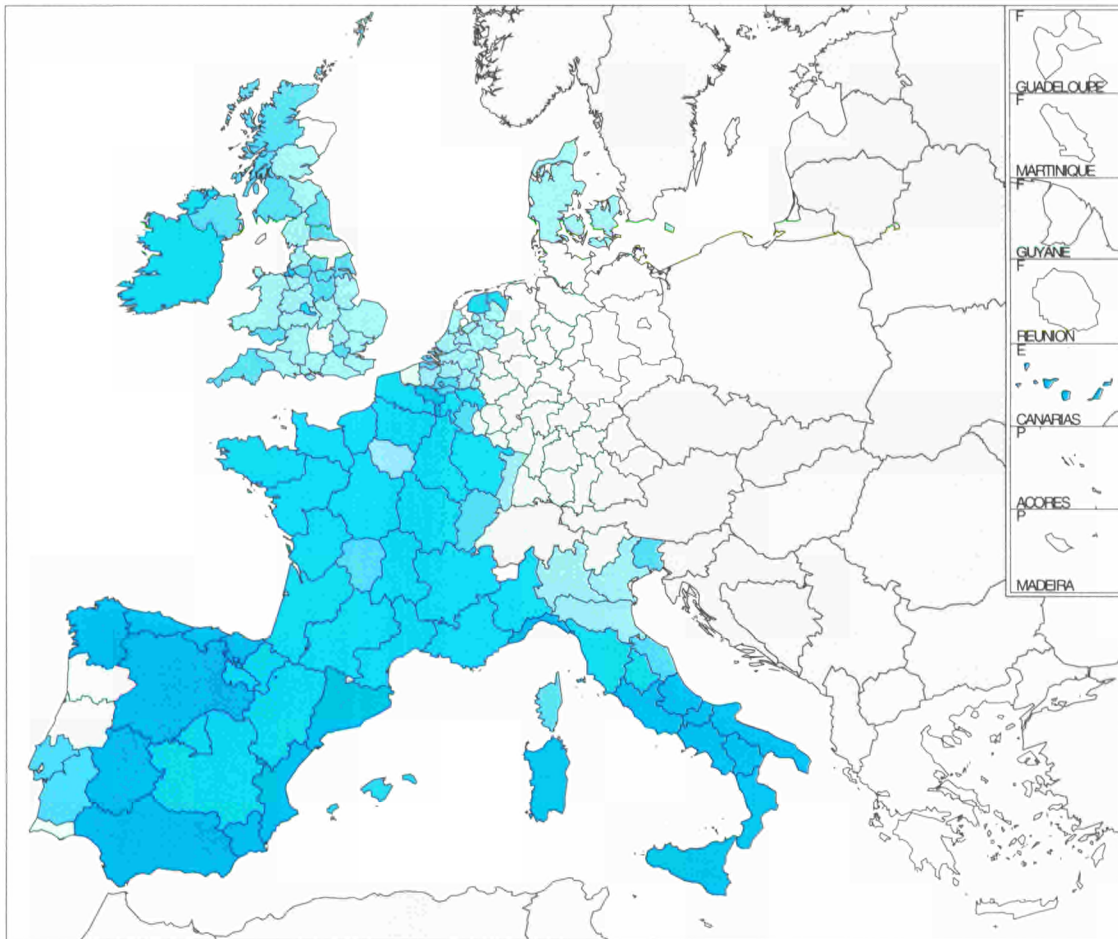 F
GUADELOUPE
F
MARTINIQUE
F
GUYANE
F
REUNION
E
CANARIAS
P
ACORES
P
MADEIRA